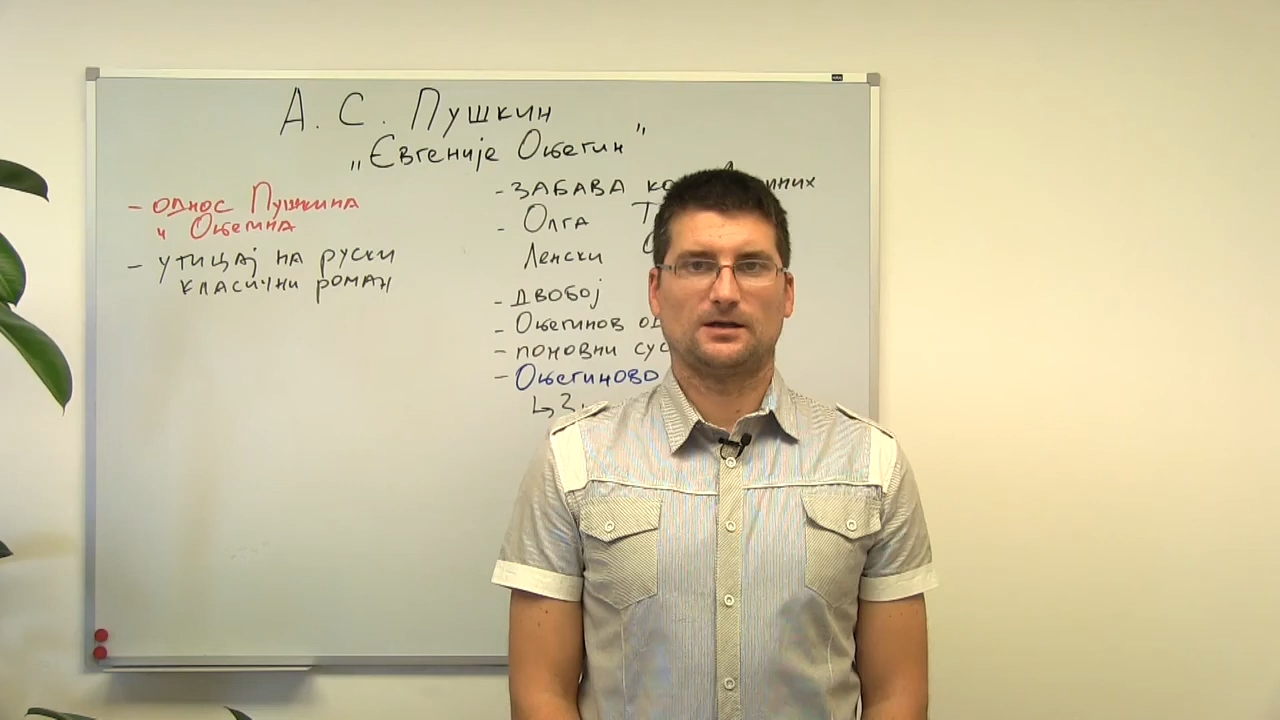 А. С. Пушкин
„Евгеније Оњегин"
- однос Пушкина
и Оњегина
- утицај на руски
класични роман
- ЗАБАВА
- Олга
Ленски
- двобој
- Оњегинов
- поновни
- Оњегиново